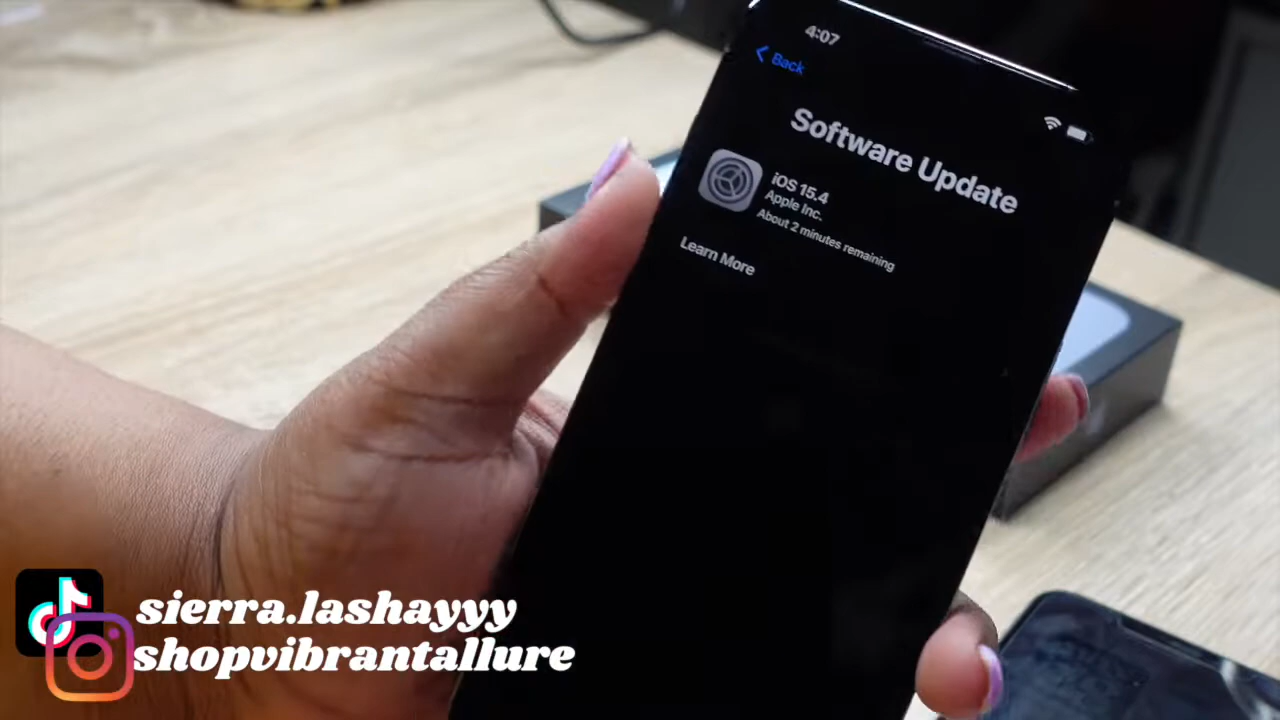 4:07
Back
Software Update
iOS 15.4
Apple Inc.
About 2 minutes remaining
Learn More
sierra.lashayyy
shopvibrantallure